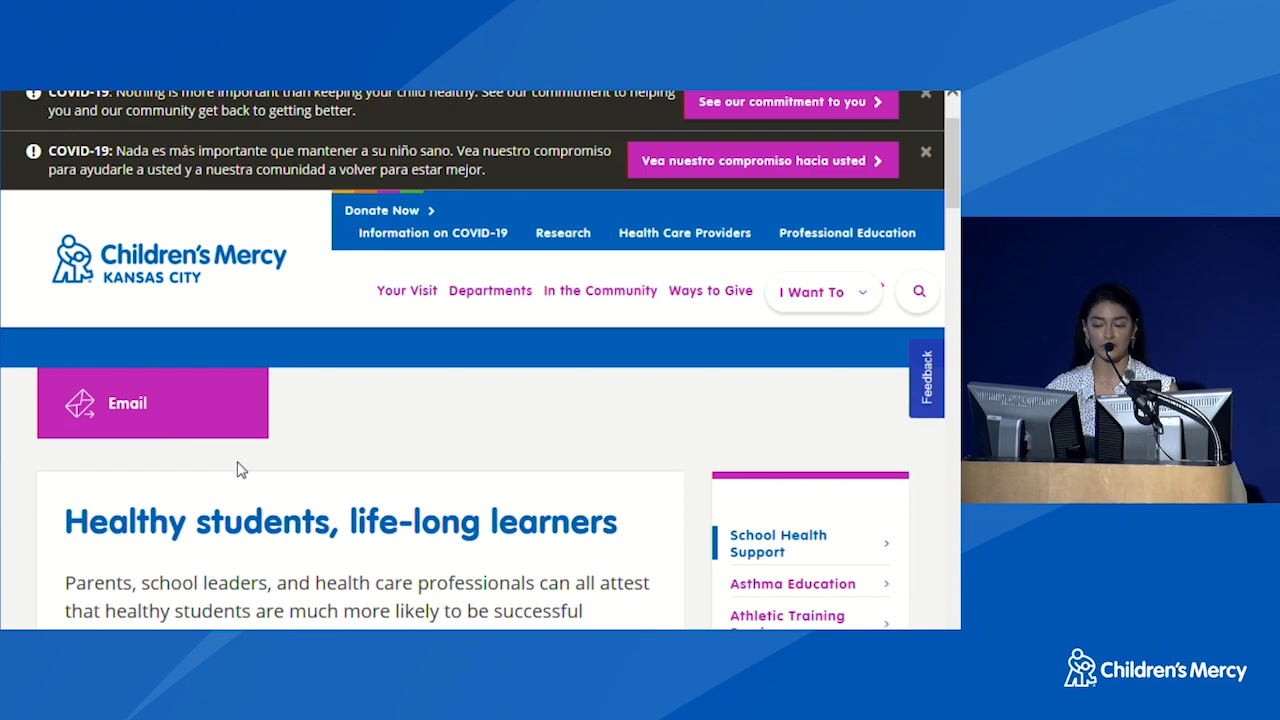 COVID-19: Nothing is more important than keeping your child healthy. See our commitment to helping
you and our community get back to getting better.
See our commitment to you
COVID-19: Nada es más importante que mantener a su niño sano. Vea nuestro compromiso
para ayudarle a usted y a nuestra comunidad a volver para estar mejor.
Vea nuestro compromiso hacia usted
Donate Now
Information on COVID-19 Research Health Care Providers Professional Education
Children's Mercy
KANSAS CITY
Your Visit Departments In the Community Ways to Give I Want To
Feedback
Email
Healthy students, life-long learners
Parents, school leaders, and health care professionals can all attest
that healthy students are much more likely to be successful
School Health
Support
Asthma Education
Athletic Training
Children's Mercy